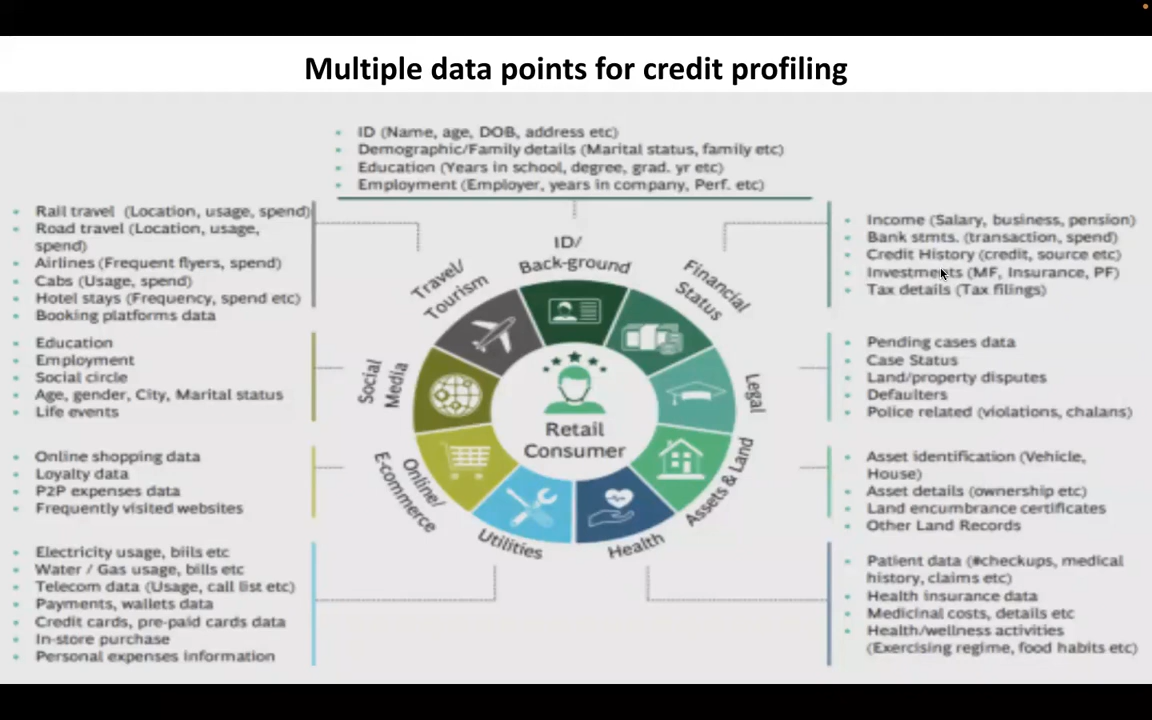 Multiple data points for credit profiling
• ID (Name, age, DOB, address etc)
• Demographic/Family details (Marital status, family etc)
• Education (Years in school, degree, grad. yr etc)
• Employment (Employer, years in company, Perf. etc)
• Rail travel (Location, usage, spend)
• Road travel (Location, usage,
spend)
• Airlines (Frequent flyers, spend)
• Cabs (Usage, spend)
• Hotel stays (Frequency, spend etc)
• Booking platforms data
• Education
• Employment
• Social circle
• Age, gender, City, Marital status
• Life events
• Online shopping data
• Loyalty data
• P2P expenses data
• Frequently visited websites
• Electricity usage, bills etc
• Water / Gas usage, bills etc
• Telecom data (Usage, call list etc)
• Payments, wallets data
• Credit cards, pre-paid cards data
• In-store purchase
• Personal expenses information
ID/
Back-ground
Travel/
Tourism
Financial
Status
Social
Media
Legal
Retail
Consumer
Online/
E-commerce
Assets & Land
Utilities
Health
• Income (Salary, business, pension)
• Bank stmts. (transaction, spend)
• Credit History (credit, source etc)
• Investments (MF, Insurance, PF)
• Tax details (Tax filings)
• Pending cases data
• Case Status
• Land/property disputes
• Defaulters
• Police related (violations, chalans)
• Asset identification (Vehicle,
House)
• Asset details (ownership etc)
• Land encumbrance certificates
• Other Land Records
• Patient data (#checkups, medical
history, claims etc)
• Health insurance data
• Medicinal costs, details etc
• Health/wellness activities
(Exercising regime, food habits etc)